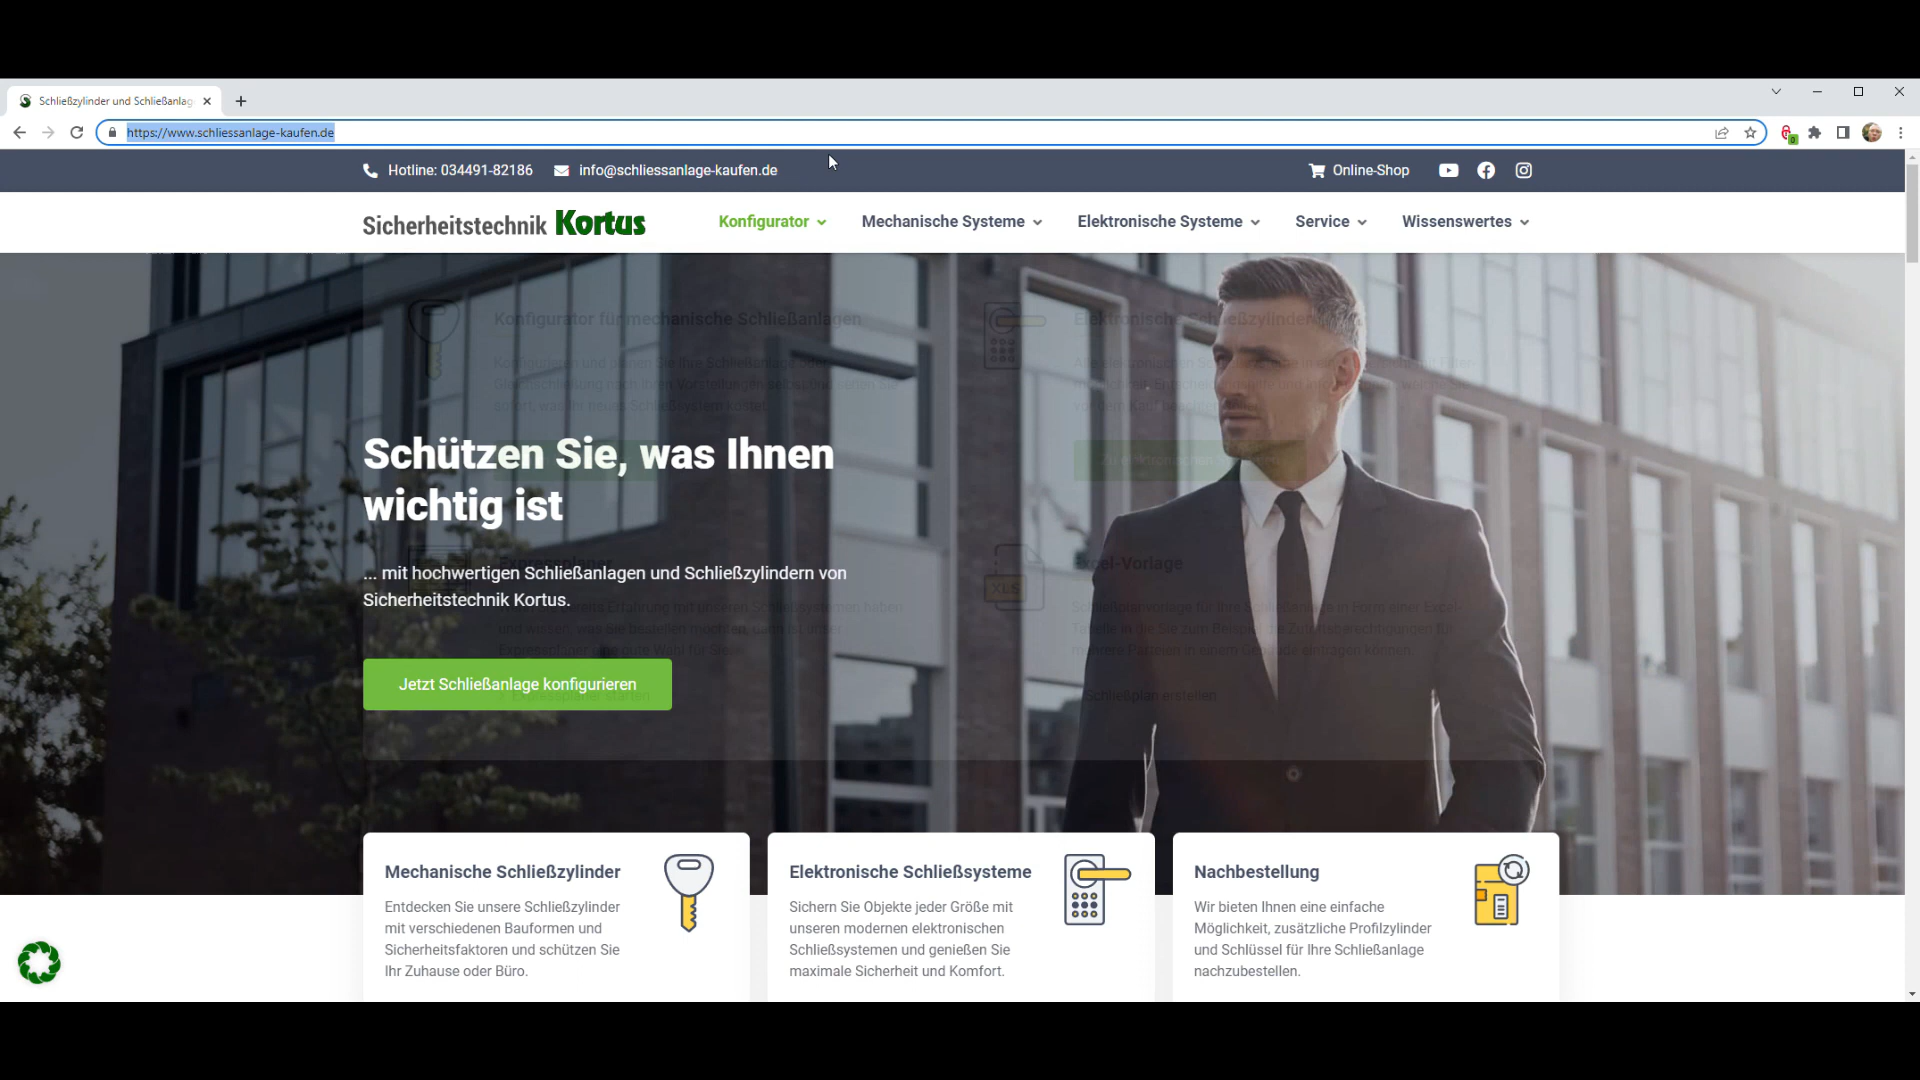 Schließzylinder und Schließanlag
https://www.schliessanlage-kaufen.de
Hotline: 034491-82186 info@schliessanlage-kaufen.de Online-Shop
Sicherheitstechnik Kortus Konfigurator Mechanische Systeme Elektronische Systeme Service Wissenswertes
Konfigurator für mechanische Schließanlagen
Schützen Sie, was Ihnen
wichtig ist
Excel-Vorlage
XLS
... mit hochwertigen Schließanlagen und Schließzylindern von
Sicherheitstechnik Kortus.
Jetzt Schließanlage konfigurieren
Schließplan erstellen
Mechanische Schließzylinder
Entdecken Sie unsere Schließzylinder
mit verschiedenen Bauformen und
Sicherheitsfaktoren und schützen Sie
Ihr Zuhause oder Büro.
Elektronische Schließsysteme
Sichern Sie Objekte jeder Größe mit
unseren modernen elektronischen
Schließsystemen und genießen Sie
maximale Sicherheit und Komfort.
Nachbestellung
Wir bieten Ihnen eine einfache
Möglichkeit, zusätzliche Profilzylinder
und Schlüssel für Ihre Schließanlage
nachzubestellen.